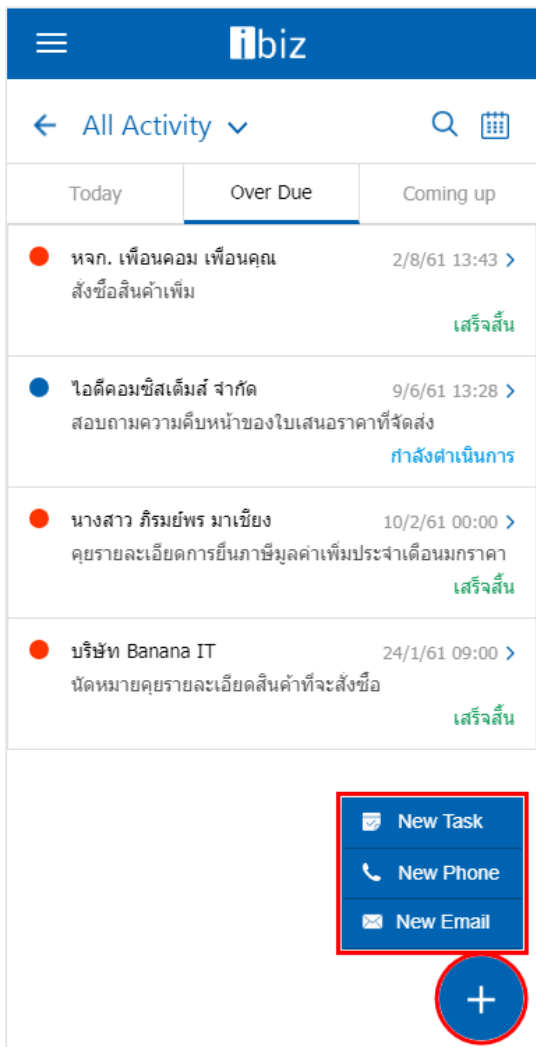 ibiz
All Activity
Today Over Due Coming up
หจก. เพื่อนคอม เพื่อนคุณ 2/8/61 13:43
สั่งซื้อสินค้าเพิ่ม
เสร็จสิ้น
ไอดีคอมซิสเต็มส์ จำกัด 9/6/61 13:28
สอบถามความคืบหน้าของใบเสนอราคาที่จัดส่ง
กำลังดำเนินการ
นางสาว ภิรมย์พร มาเชียง 10/2/61 00:00
คุยรายละเอียดการยื่นภาษีมูลค่าเพิ่มประจำเดือนมกราคา
เสร็จสิ้น
บริษัท Banana IT 24/1/61 09:00
นัดหมายคุยรายละเอียดสินค้าที่จะสั่งซื้อ
เสร็จสิ้น
New Task
New Phone
New Email